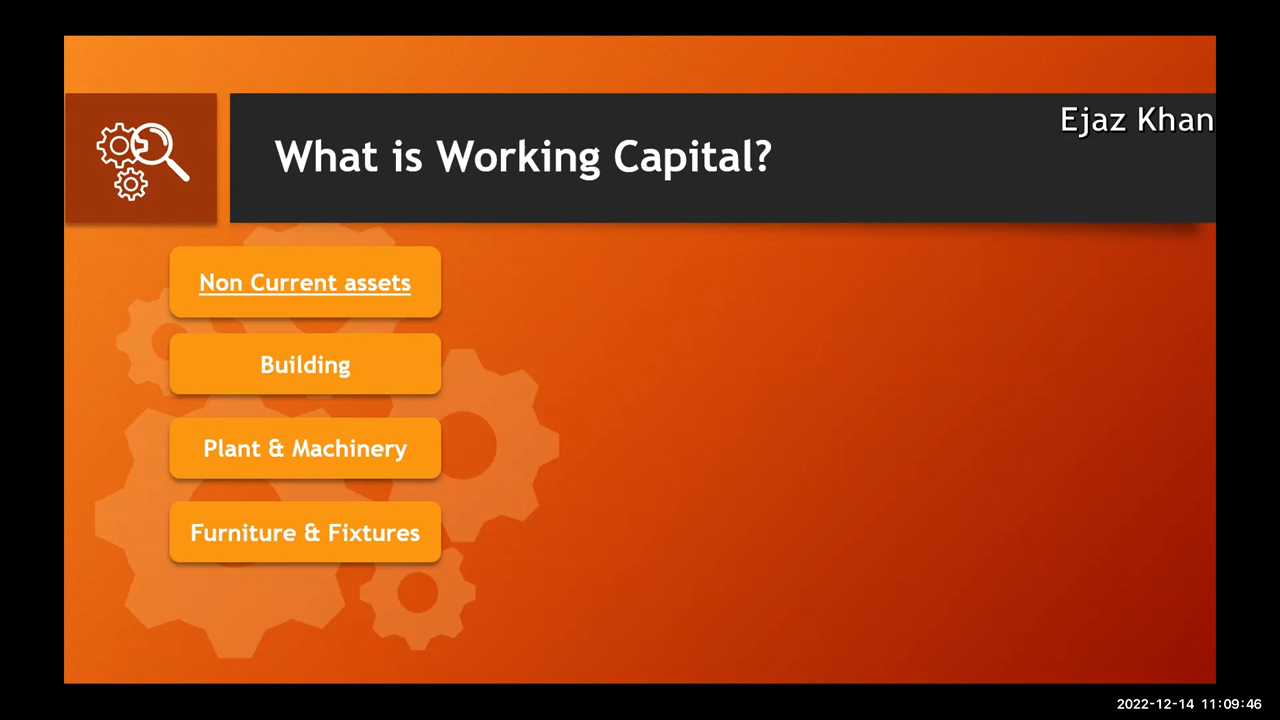 Ejaz Khan
What is Working Capital?
Non Current assets
Building
Plant & Machinery
Furniture & Fixtures
2022-12-14 11:09:46